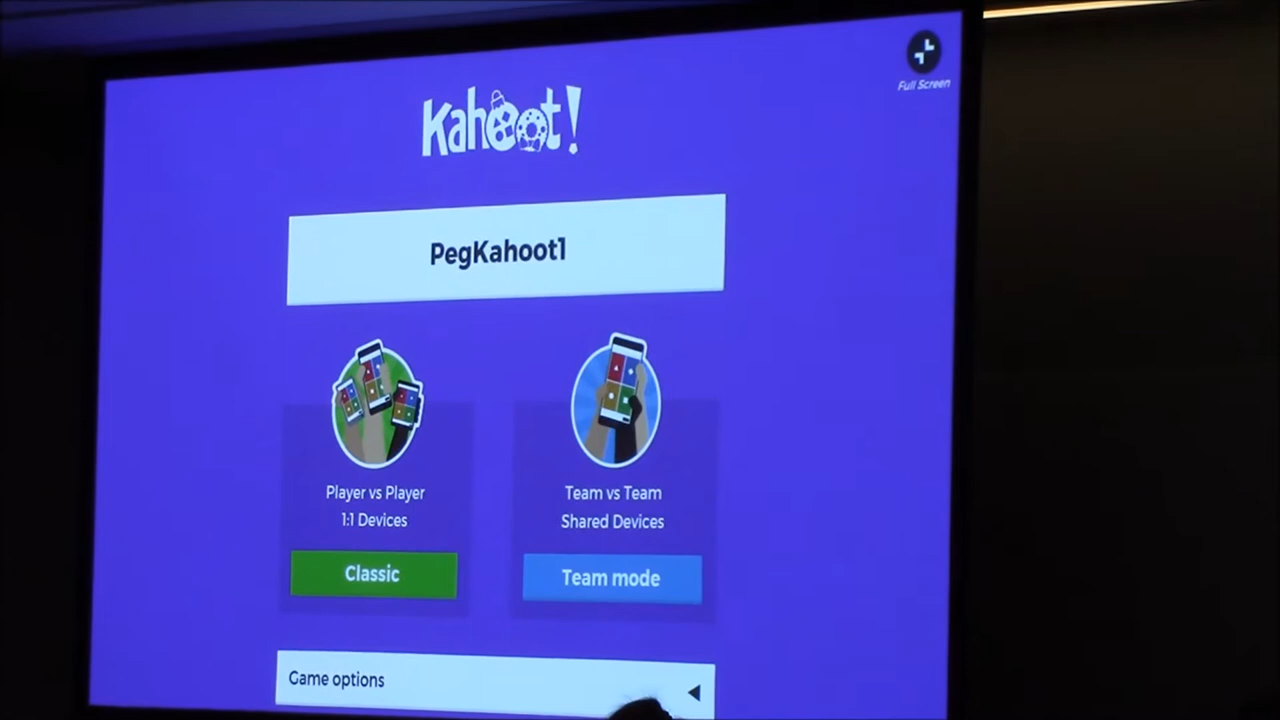 Full Screen
Kahoot!
PegKahoot1
Player vs Player
1:1 Devices
Classic
Team vs Team
Shared Devices
Team mode
Game options